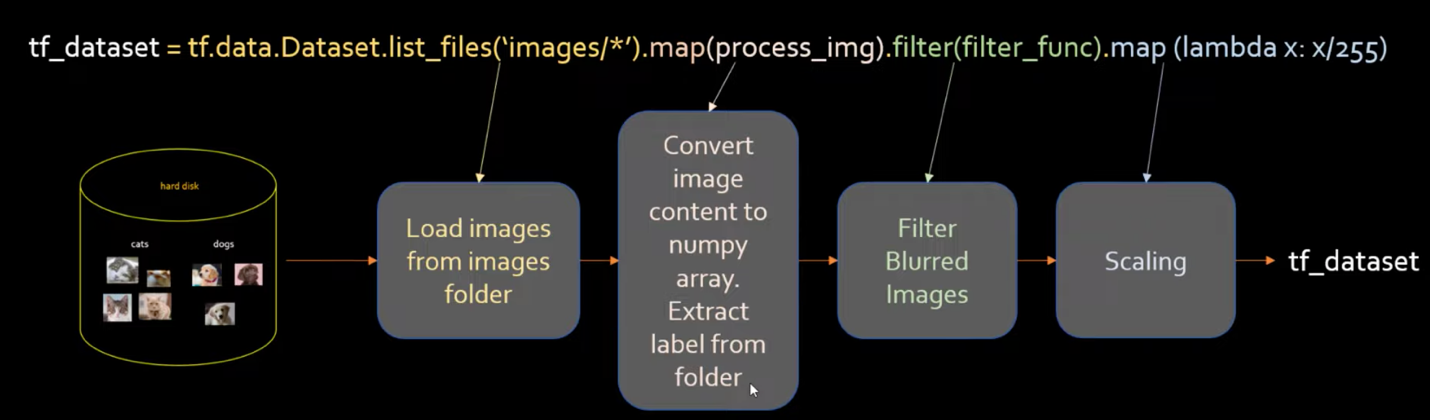 tf_dataset = tf.data.Dataset.list_files('images/*').map(process_img).filter(filter_func).map (lambda x: x/255)
hard disk
cats dogs
Load images
from images
folder
Convert
image
content to
numpy
array.
Extract
label from
folder
Filter
Blurred
Images
Scaling
tf_dataset